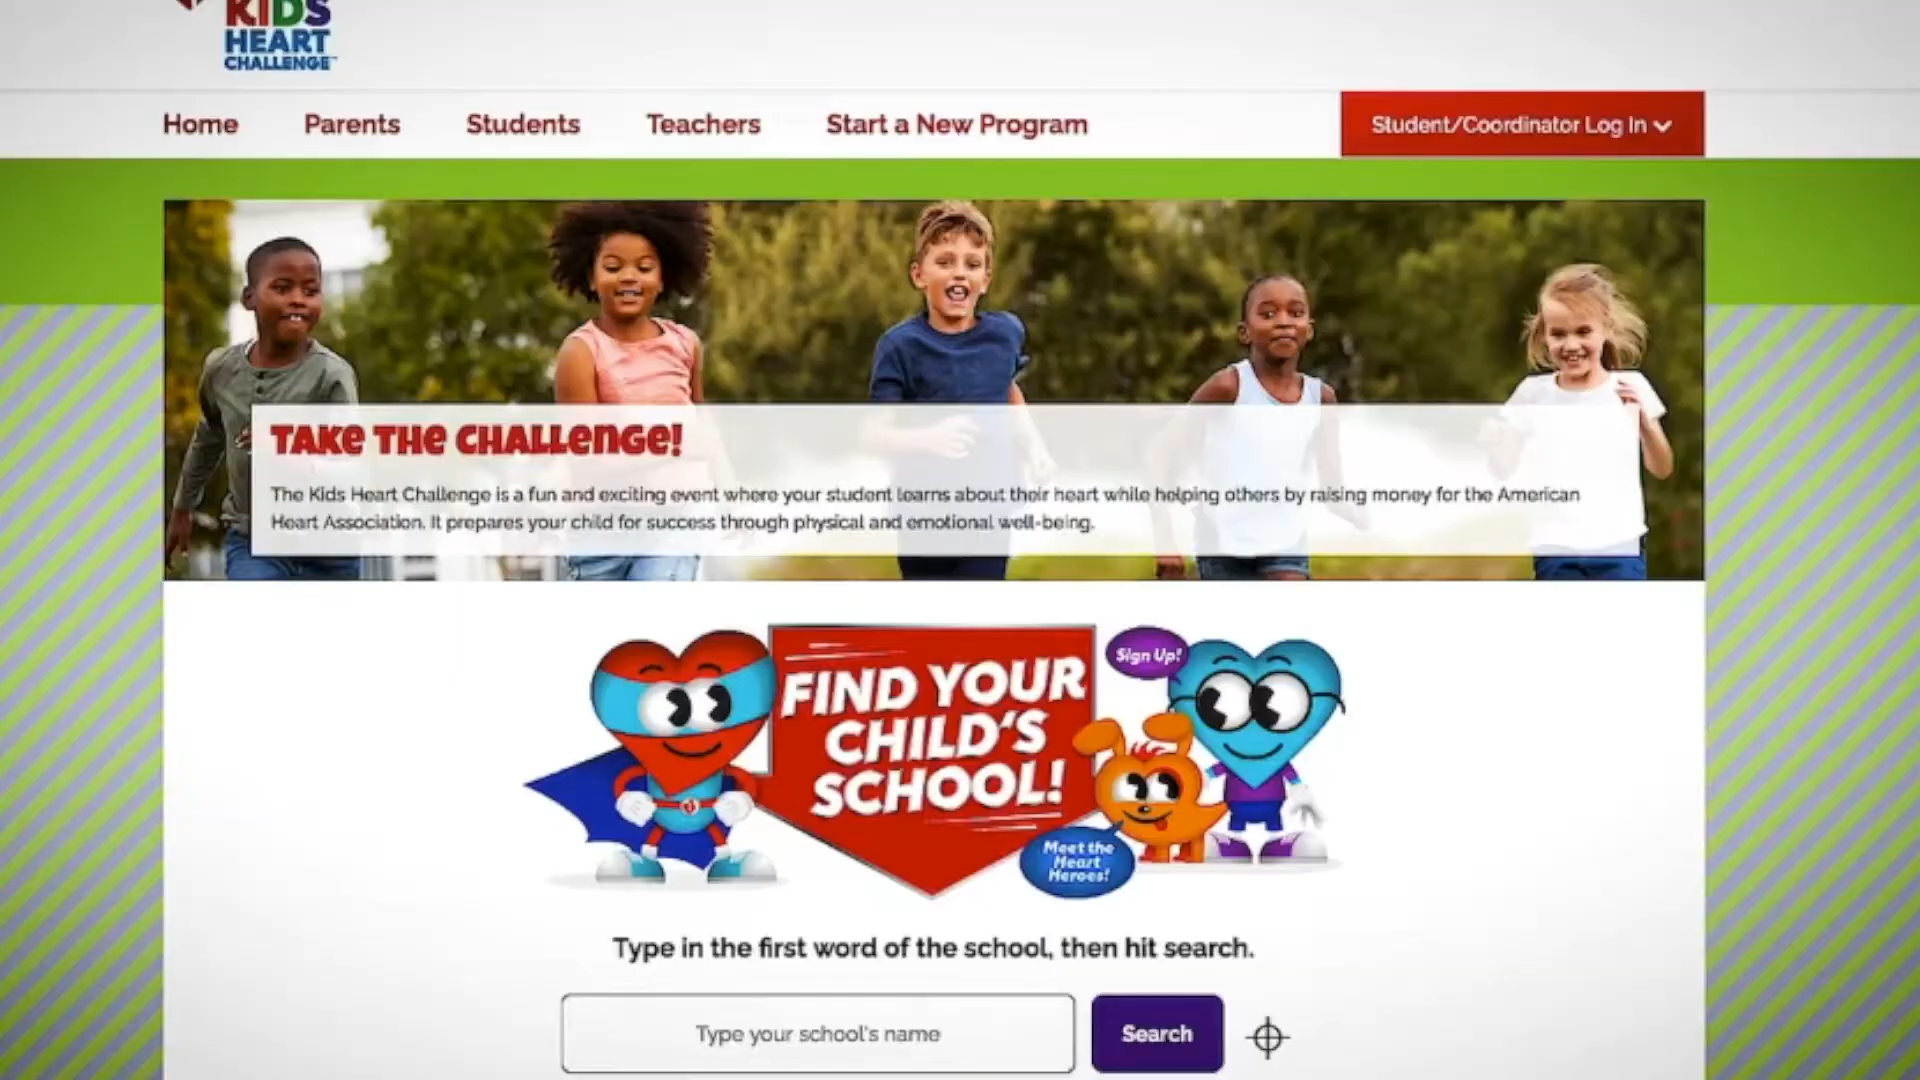 KIDS
HEART
CHALLENGE™
Home
Parents
Students
Teachers
Start a New Program
Student/Coordinator Log In
TAKE THE CHALLENGE!
The Kids Heart Challenge is a fun and exciting event where your student learns about their heart while helping others by raising money for the American
Heart Association. It prepares your child for success through physical and emotional well-being.
FIND YOUR
CHILD'S
SCHOOL!
Sign Up!
Meet the
Heart
Heroes!
Type in the first word of the school, then hit search.
Type your school's name
Search